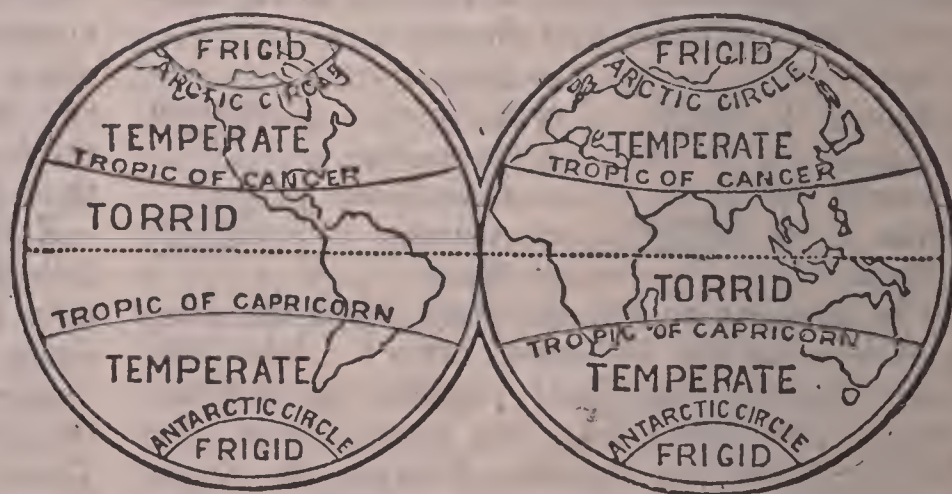 FRIGID
ARCTIC CIRCLE
TEMPERATE
TROPIC OF CANCER
TORRID
TROPIC OF CAPRICORN
TEMPERATE
ANTARCTIC CIRCLE
FRIGID
FRIGID
ARCTIC CIRCLE
TEMPERATE
TROPIC OF CANCER
TORRID
TROPIC OF CAPRICORN
TEMPERATE
ANTARCTIC CIRCLE
FRIGID